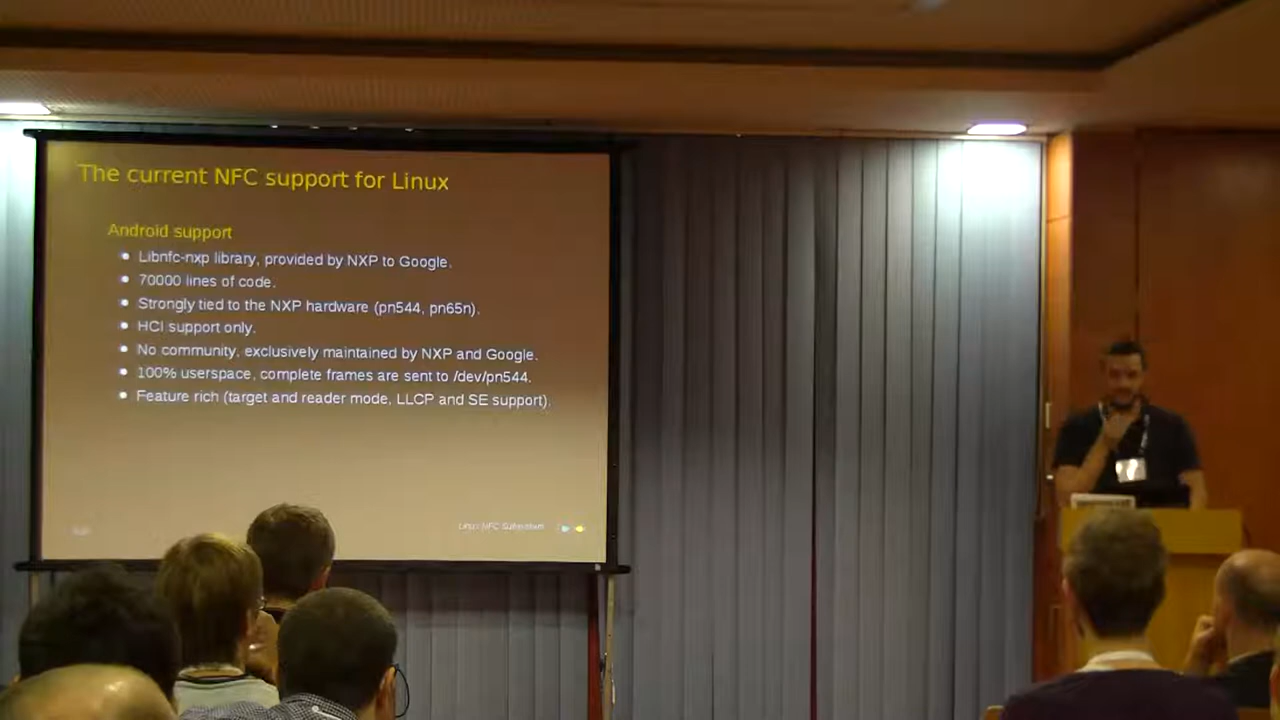 The current NFC support for Linux
Android support
Libnfc-nxp library, provided by NXP to Google.
70000 lines of code.
Strongly tied to the NXP hardware (pn544, pn65n).
HCI support only.
No community, exclusively maintained by NXP and Google.
100% userspace, complete frames are sent to /dev/pn544.
Feature rich (target and reader mode, LLCP and SE support).
Linux NFC Subsystem